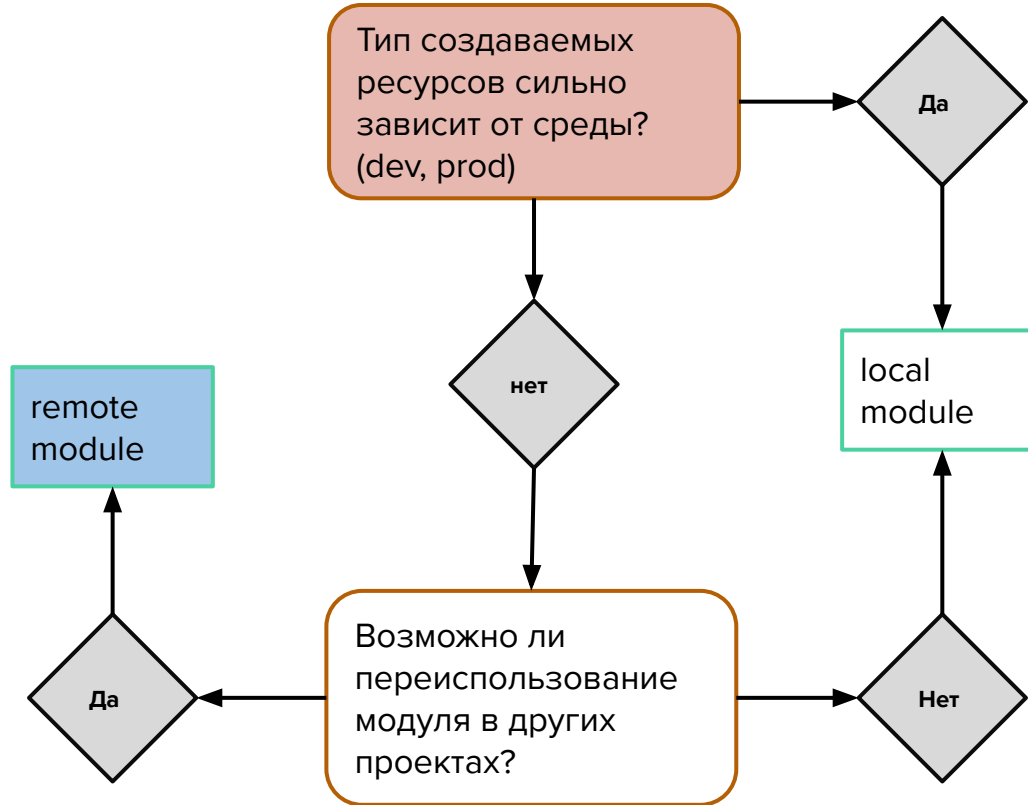 Тип создаваемых
ресурсов сильно
зависит от среды?
(dev, prod)
Да
нет
local
module
remote
module
Возможно ли
переиспользование
модуля в других
проектах?
Да
Нет